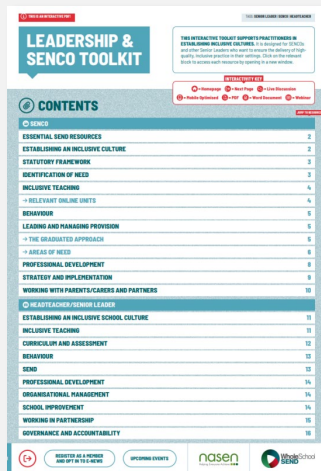 THIS IS AN INTERACTIVE PDF!
TAGS: SENIOR LEADER | SENCO | HEADTEACHER
LEADERSHIP &
SENCO TOOLKIT
THIS INTERACTIVE TOOLKIT SUPPORTS PRACTITIONERS IN
ESTABLISHING INCLUSIVE CULTURES. It is designed for SENCOs
and other Senior Leaders who want to ensure the delivery of high-
quality, inclusive practice in their settings. Click on the relevant
block to access each resource by opening in a new window.
INTERACTIVITY KEY
= Homepage = Next Page = Live Discussion
= Mobile Optimised = PDF = Word Document = Webinar
CONTENTS
SENCO
ESSENTIAL SEND RESOURCES 2
ESTABLISHING AN INCLUSIVE CULTURE 2
STATUTORY FRAMEWORK 3
IDENTIFICATION OF NEED 3
INCLUSIVE TEACHING 4
→ RELEVANT ONLINE UNITS 4
BEHAVIOUR 5
LEADING AND MANAGING PROVISION 5
→ THE GRADUATED APPROACH 5
→ AREAS OF NEED 6
PROFESSIONAL DEVELOPMENT 8
STRATEGY AND IMPLEMENTATION 9
WORKING WITH PARENTS/CARERS AND PARTNERS 10
HEADTEACHER/SENIOR LEADER
ESTABLISHING AN INCLUSIVE SCHOOL CULTURE 11
INCLUSIVE TEACHING 11
CURRICULUM AND ASSESSMENT 12
BEHAVIOUR 13
SEND 13
PROFESSIONAL DEVELOPMENT 14
ORGANISATIONAL MANAGEMENT 14
SCHOOL IMPROVEMENT 14
WORKING IN PARTNERSHIP 15
GOVERNANCE AND ACCOUNTABILITY 16
REGISTER AS A MEMBER
AND OPT IN TO E-NEWS
UPCOMING EVENTS
nasen
WholeSchool
SEND